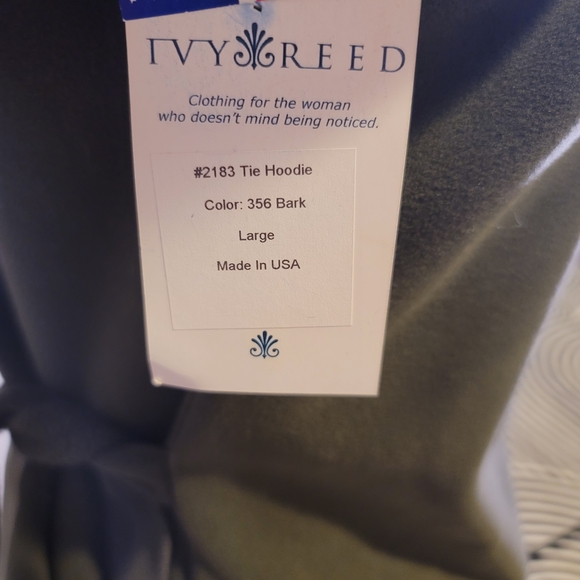 IVY REED
Clothing for the woman
who doesn't mind being noticed.
#2183 Tie Hoodie
Color: 356 Bark
Large
Made In USA